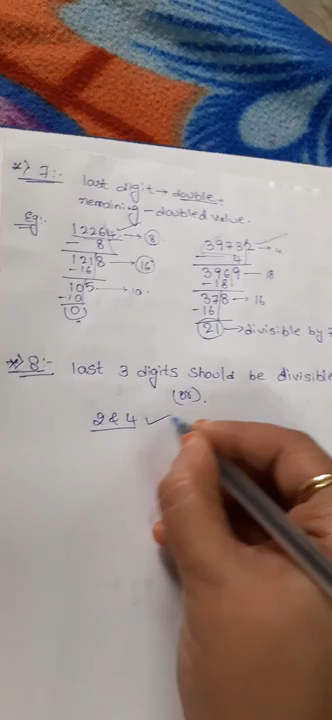 *) 7:-
last digit → double.
remaining - doubled value.
Eg:-
12264 → 8
- 8
1218 → 16
- 16
105 → 10
- 10
0
39732 → 4
- 4
3969 → 18
- 18
378 → 16
- 16
21 → divisible by 7
*) 8:- last 3 digits should be divisible
(or).
2 & 4 ✓